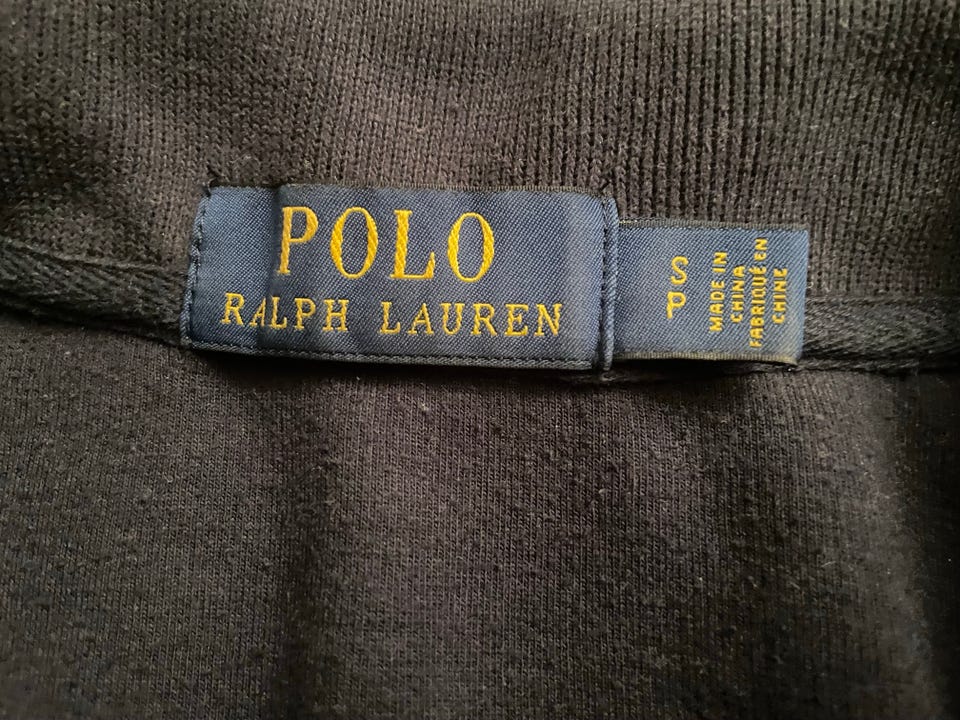 POLO
RALPH LAUREN
S
P
MADE IN
CHINA
FABRIQUÉ EN
CHINE